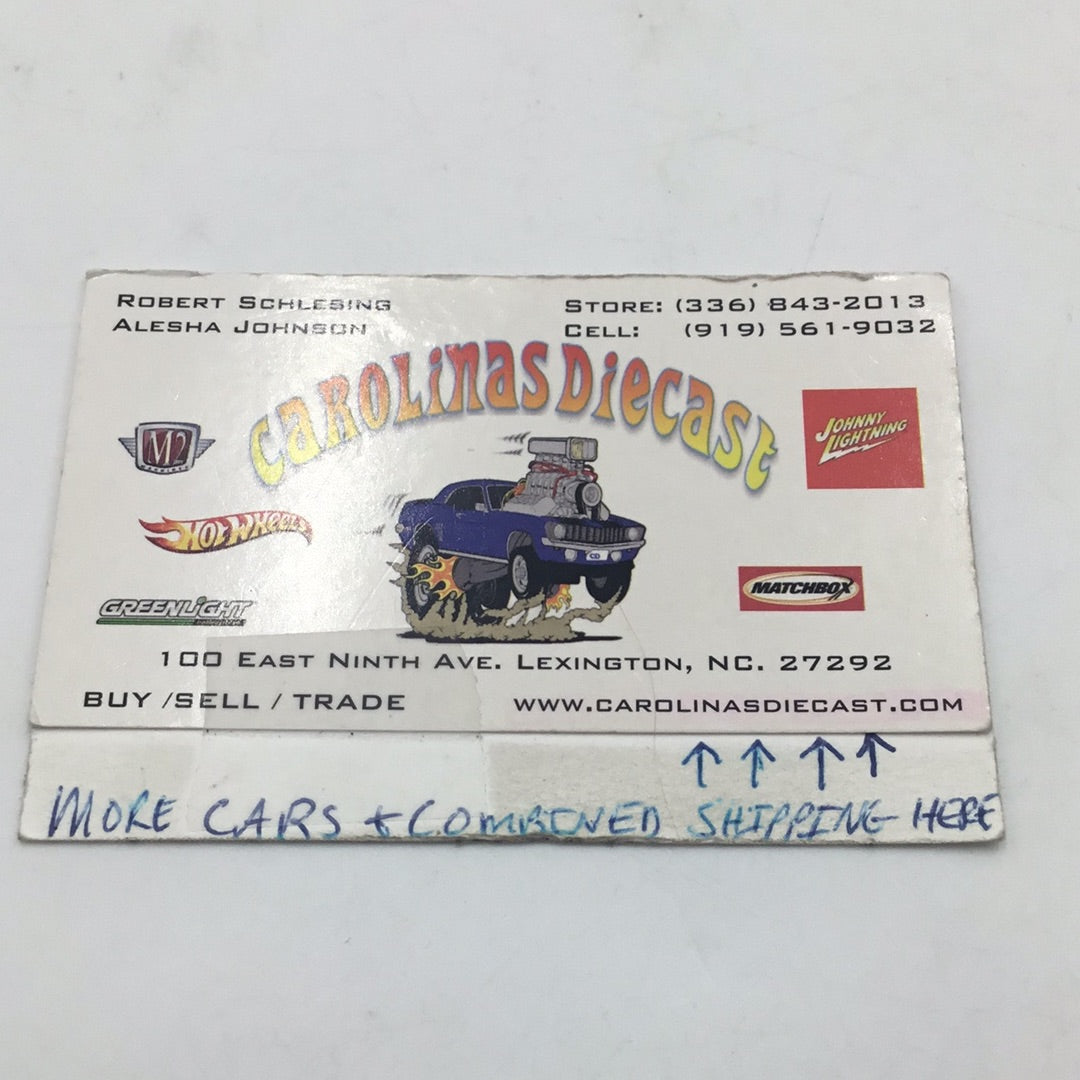 ROBERT SCHLESING
ALESHA JOHNSON
STORE: (336) 843-2013
CELL: (919) 561-9032
CAROLINAS DIECAST
M2
JOHNNY LIGHTNING
HOT WHEELS
GREENLIGHT
MATCHBOX
CD
100 EAST NINTH AVE. LEXINGTON, NC. 27292
BUY /SELL / TRADE
WWW.CAROLINASDIECAST.COM
MORE CARS + COMBINED SHIPPING HERE